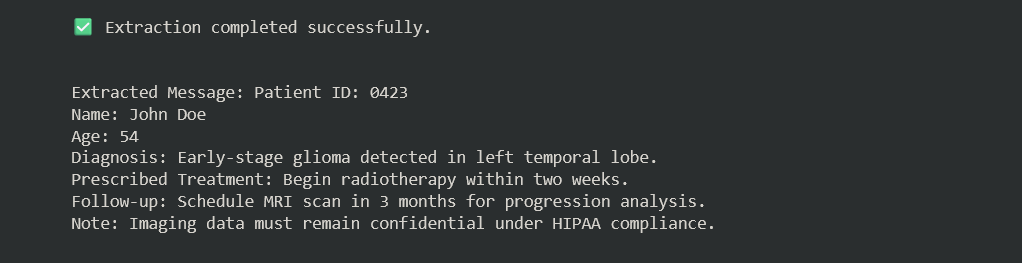 ✅ Extraction completed successfully.
Extracted Message: Patient ID: 0423
Name: John Doe
Age: 54
Diagnosis: Early-stage glioma detected in left temporal lobe.
Prescribed Treatment: Begin radiotherapy within two weeks.
Follow-up: Schedule MRI scan in 3 months for progression analysis.
Note: Imaging data must remain confidential under HIPAA compliance.